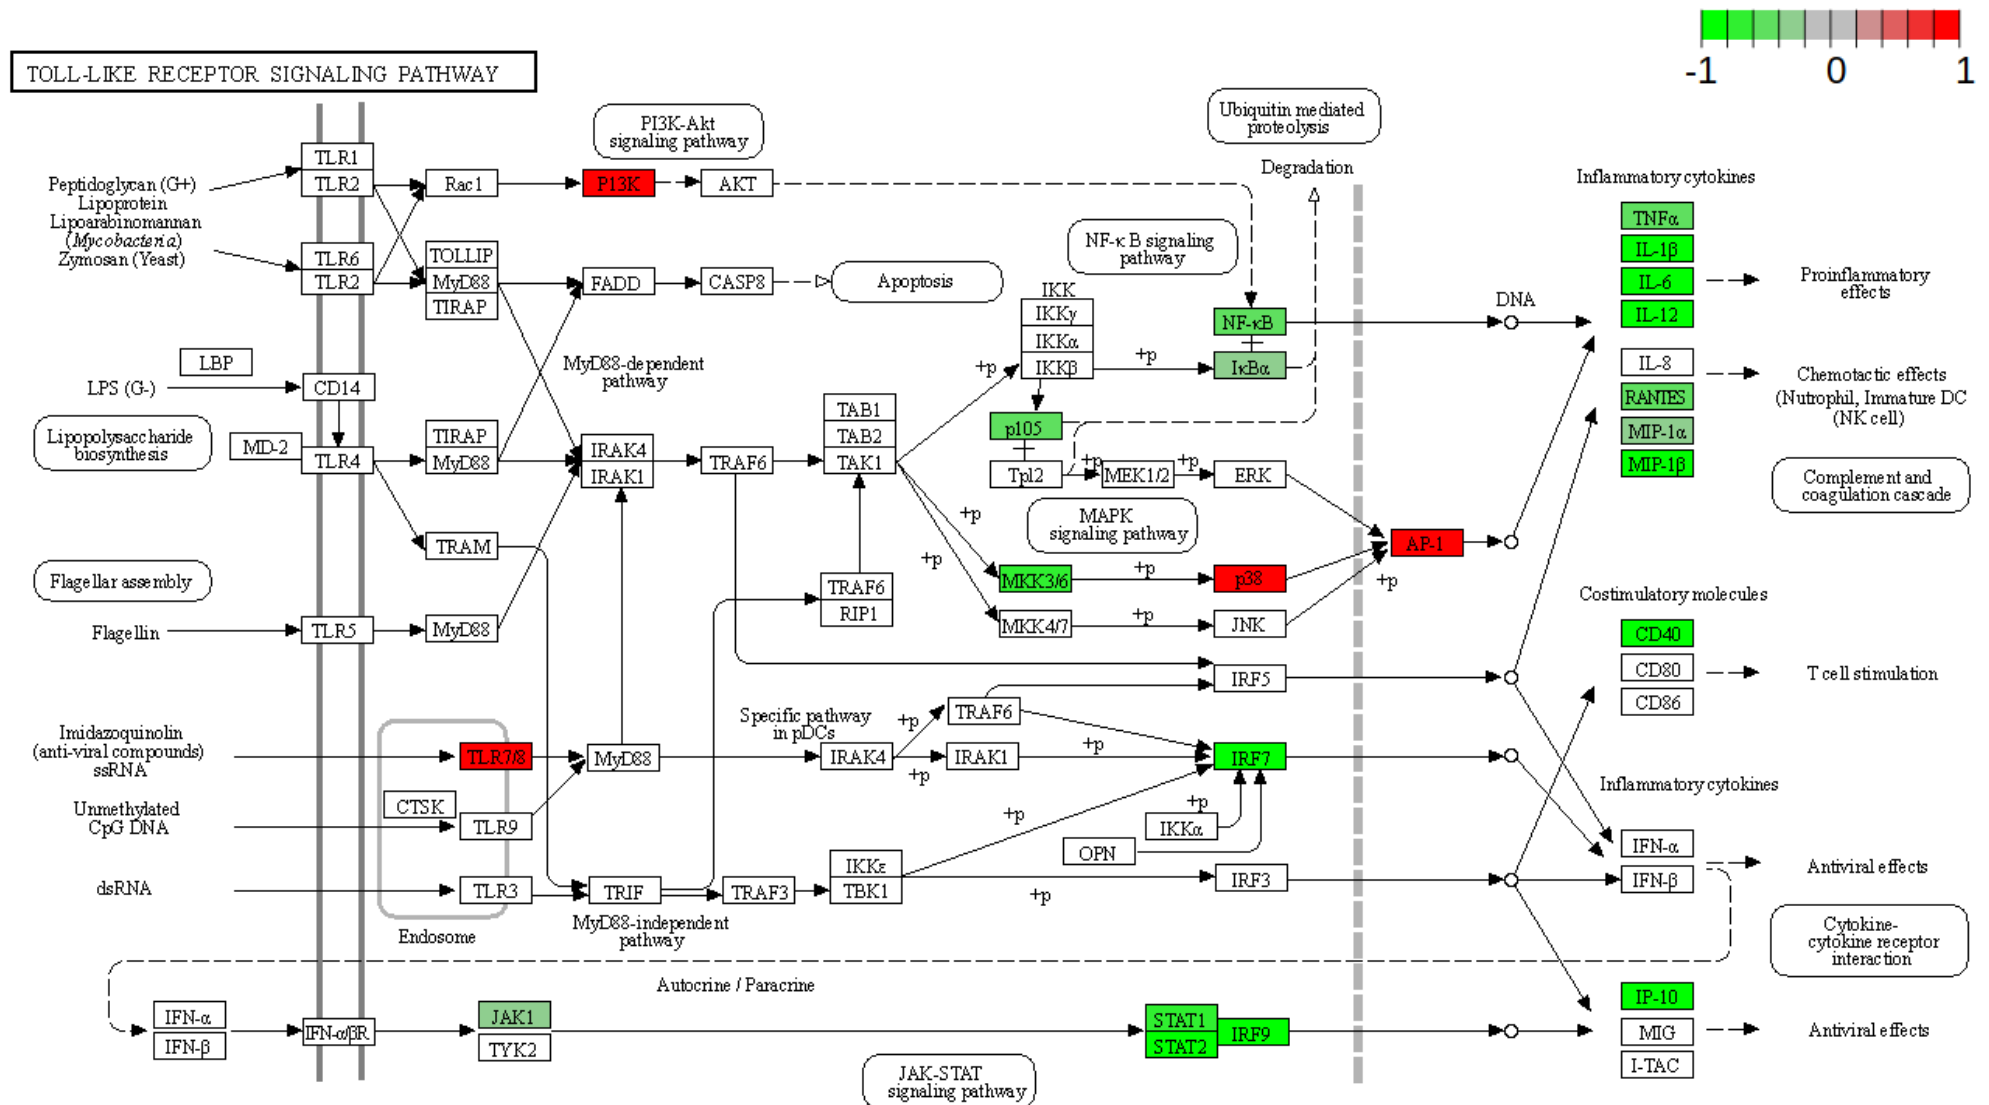 -1 0 1
TOLL-LIKE RECEPTOR SIGNALING PATHWAY
PI3K-Akt
signaling pathway
Ubiquitin mediated
proteolysis
Degradation
Inflammatory cytokines
Peptidoglycan (G+)
Lipoprotein
Lipoarabinomannan
(Mycobacteria)
Zymosan (Yeast)
TLR1
TLR2
Rac1
P13K
AKT
TLR6
TLR2
TOLLIP
MyD88
TIRAP
FADD
CASP8
Apoptosis
NF-κ B signaling
pathway
IKK
IKKγ
IKKα
IKKβ
+p
+p
NF-κB
IκBα
DNA
TNFα
IL-1β
IL-6
IL-12
Proinflammatory
effects
IL-8
RANTES
MIP-1α
MIP-1β
Chemotactic effects
(Nutrophil, Immature DC
(NK cell)
Complement and
coagulation cascade
LBP
LPS (G-)
CD14
MyD88-dependent
pathway
Lipopolysaccharide
biosynthesis
MD-2
TLR4
TIRAP
MyD88
IRAK4
IRAK1
TRAF6
TAB1
TAB2
TAK1
p105
Tpl2
+p
MEK1/2
+p
ERK
MAPK
signaling pathway
+p
+p
TRAM
AP-1
+p
Flagellar assembly
TRAF6
RIP1
MKK3/6
+p
p38
MKK4/7
+p
JNK
Flagellin
TLR5
MyD88
Costimulatory molecules
CD40
CD80
CD86
T cell stimulation
IRF5
TRAF6
Specific pathway
in pDCs
+p
Imidazoquinolin
(anti-viral compounds)
ssRNA
TLR7/8
MyD88
IRAK4
+p
IRAK1
+p
IRF7
Inflammatory cytokines
CTSK
Unmethylated
CpG DNA
TLR9
+p
+p
IKKα
OPN
IFN-α
IFN-β
Antiviral effects
dsRNA
TLR3
TRIF
TRAF3
IKKε
TBK1
+p
IRF3
Endosome
MyD88-independent
pathway
Cytokine-
cytokine receptor
interaction
Autocrine / Paracrine
IFN-α
IFN-β
IFN-α/βR
JAK1
TYK2
STAT1
STAT2
IRF9
IP-10
MIG
I-TAC
Antiviral effects
JAK-STAT
signaling pathway